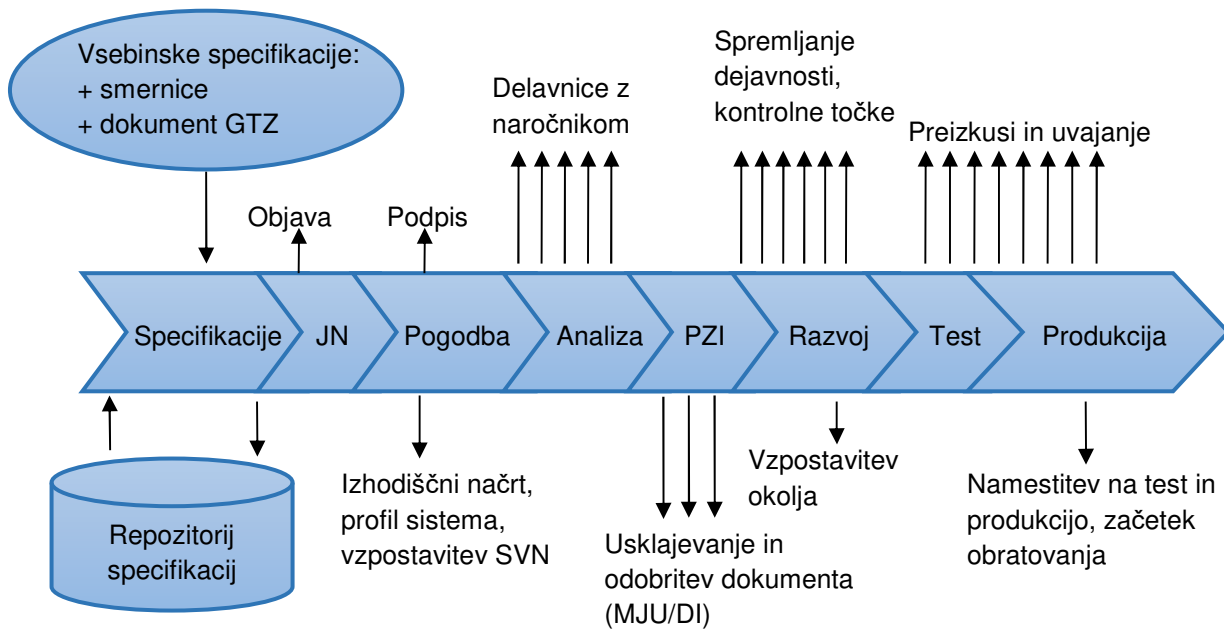 Vsebinske specifikacije:
+ smernice
+ dokument GTZ
Delavnice z
naročnikom
Spremljanje
dejavnosti,
kontrolne točke
Preizkusi in uvajanje
Objava
Podpis
Specifikacije
JN
Pogodba
Analiza
PZI
Razvoj
Test
Produkcija
Repozitorij
specifikacij
Izhodiščni načrt,
profil sistema,
vzpostavitev SVN
Usklajevanje in
odobritev dokumenta
(MJU/DI)
Vzpostavitev
okolja
Namestitev na test in
produkcijo, začetek
obratovanja